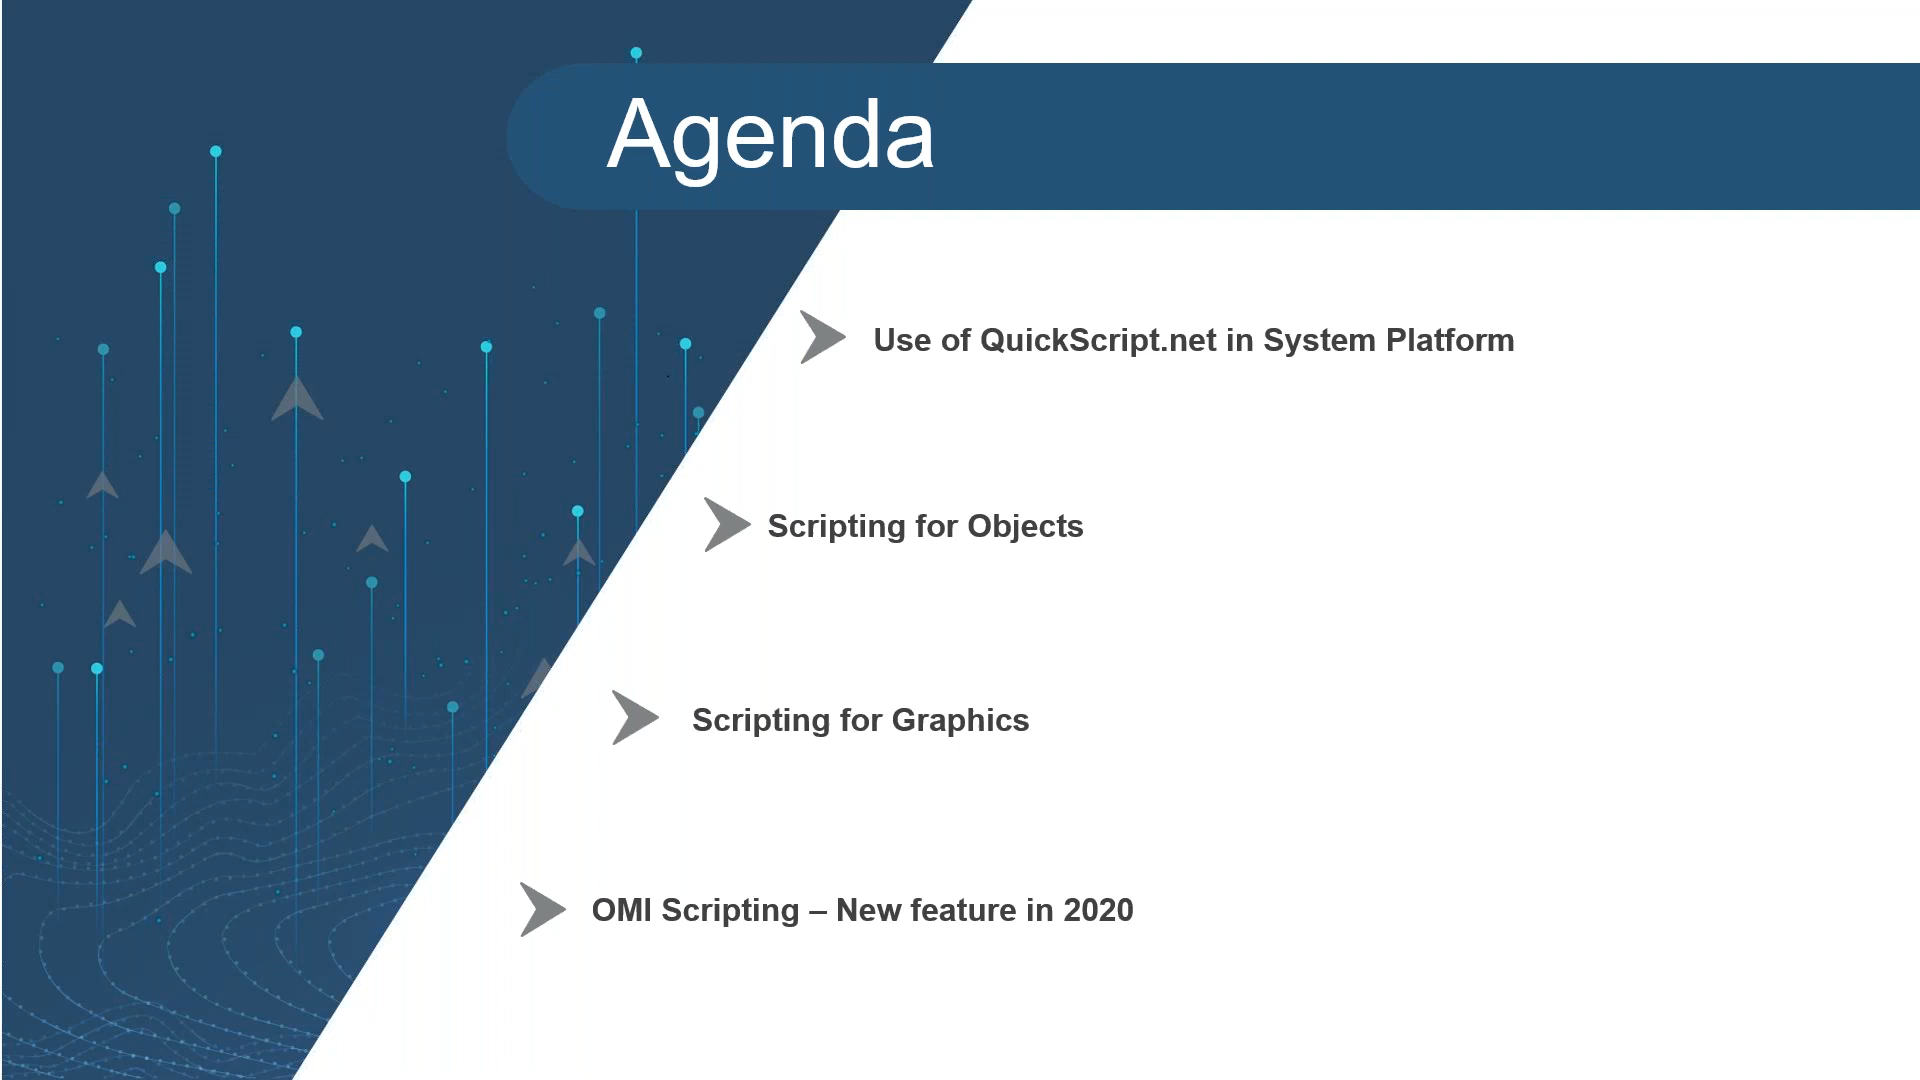 Agenda
Use of QuickScript.net in System Platform
Scripting for Objects
Scripting for Graphics
OMI Scripting – New feature in 2020